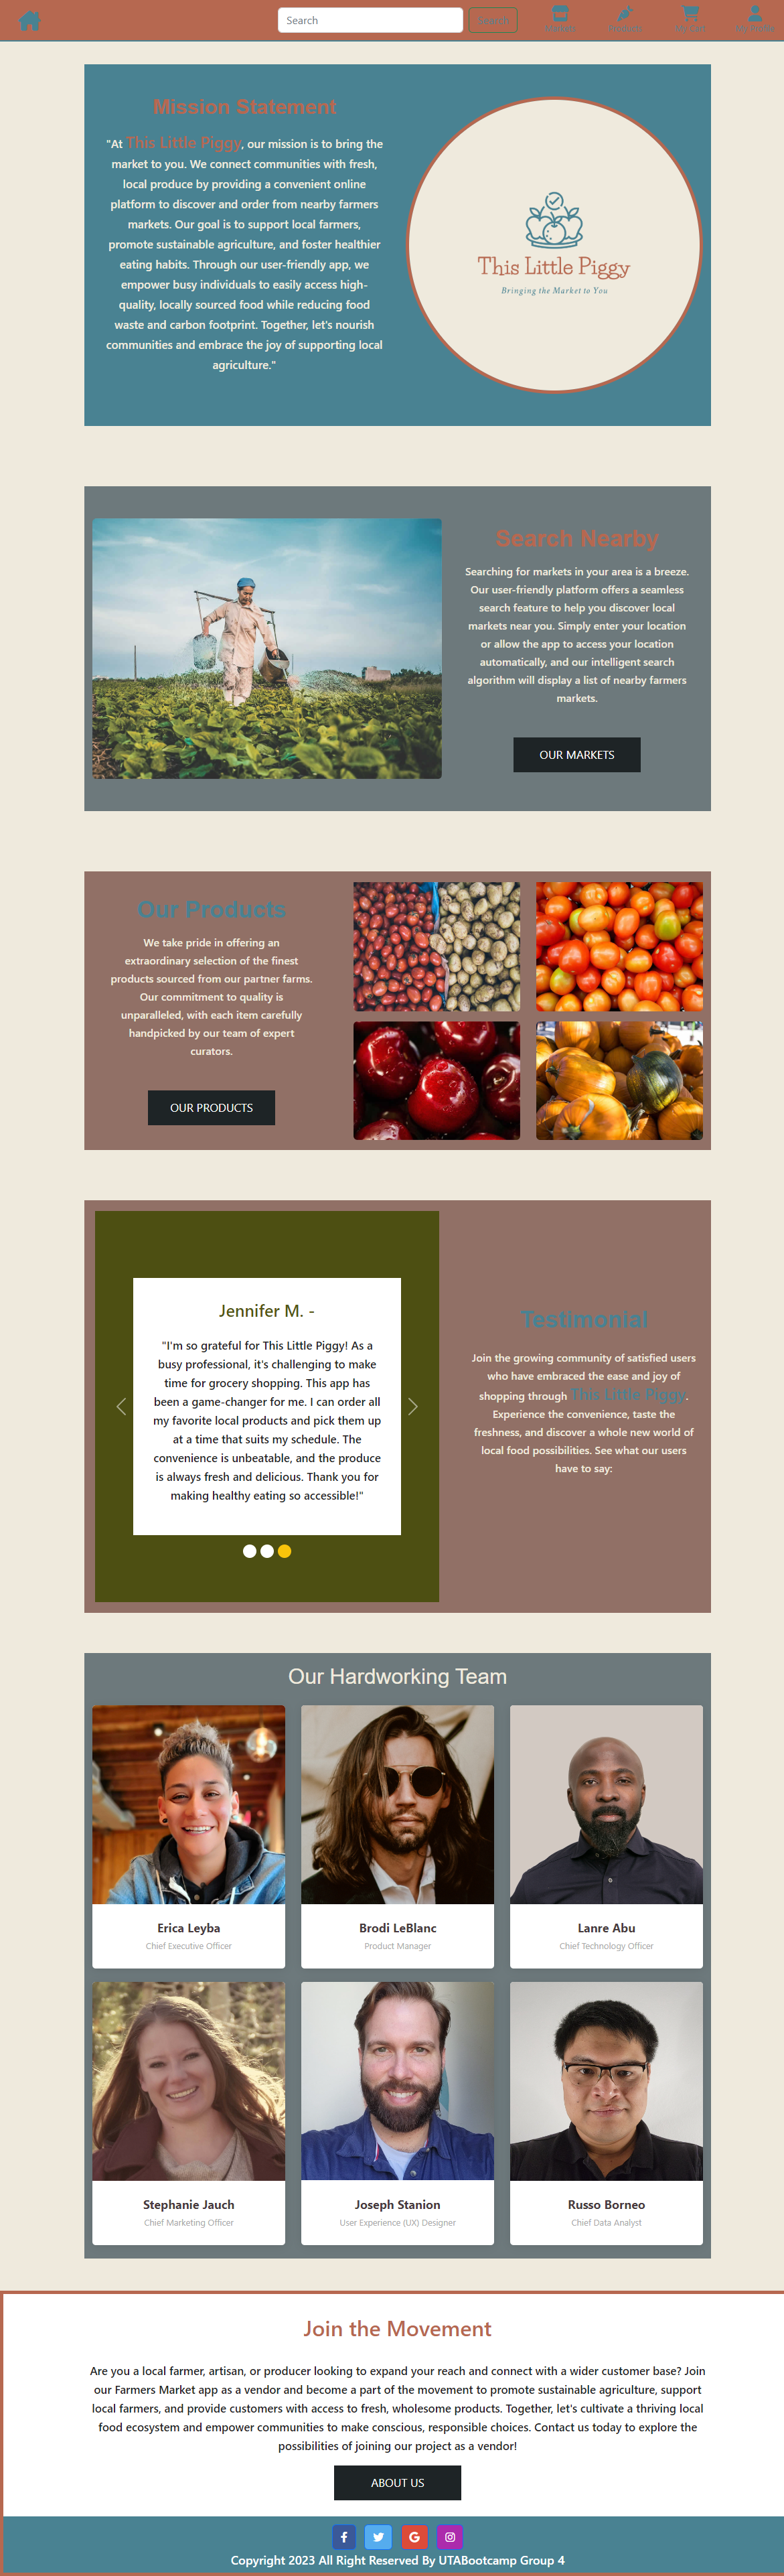 Search
Search
Markets
Products
My Cart
My Profile
Mission Statement
"At This Little Piggy, our mission is to bring the
market to you. We connect communities with fresh,
local produce by providing a convenient online
platform to discover and order from nearby farmers
markets. Our goal is to support local farmers,
promote sustainable agriculture, and foster healthier
eating habits. Through our user-friendly app, we
empower busy individuals to easily access high-
quality, locally sourced food while reducing food
waste and carbon footprint. Together, let's nourish
communities and embrace the joy of supporting local
agriculture."
This Little Piggy
Bringing the Market to You
Search Nearby
Searching for markets in your area is a breeze.
Our user-friendly platform offers a seamless
search feature to help you discover local
markets near you. Simply enter your location
or allow the app to access your location
automatically, and our intelligent search
algorithm will display a list of nearby farmers
markets.
OUR MARKETS
Our Products
We take pride in offering an
extraordinary selection of the finest
products sourced from our partner farms.
Our commitment to quality is
unparalleled, with each item carefully
handpicked by our team of expert
curators.
OUR PRODUCTS
Jennifer M. -
"I'm so grateful for This Little Piggy! As a
busy professional, it's challenging to make
time for grocery shopping. This app has
been a game-changer for me. I can order all
my favorite local products and pick them up
at a time that suits my schedule. The
convenience is unbeatable, and the produce
is always fresh and delicious. Thank you for
making healthy eating so accessible!"
Testimonial
Join the growing community of satisfied users
who have embraced the ease and joy of
shopping through This Little Piggy.
Experience the convenience, taste the
freshness, and discover a whole new world of
local food possibilities. See what our users
have to say:
Our Hardworking Team
Erica Leyba
Chief Executive Officer
Brodi LeBlanc
Product Manager
Lanre Abu
Chief Technology Officer
Stephanie Jauch
Chief Marketing Officer
Joseph Stanion
User Experience (UX) Designer
Russo Borneo
Chief Data Analyst
Join the Movement
Are you a local farmer, artisan, or producer looking to expand your reach and connect with a wider customer base? Join
our Farmers Market app as a vendor and become a part of the movement to promote sustainable agriculture, support
local farmers, and provide customers with access to fresh, wholesome products. Together, let's cultivate a thriving local
food ecosystem and empower communities to make conscious, responsible choices. Contact us today to explore the
possibilities of joining our project as a vendor!
ABOUT US
Copyright 2023 All Right Reserved By UTABootcamp Group 4